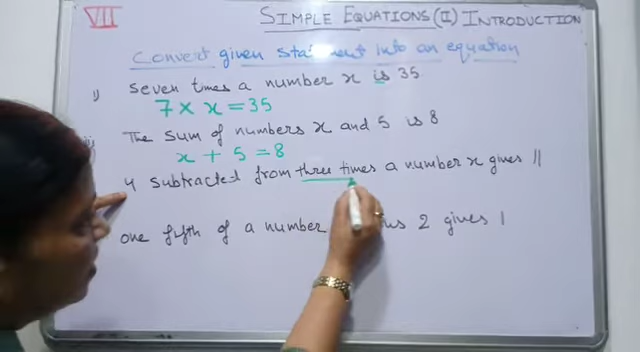 VII
SIMPLE EQUATIONS (II) INTRODUCTION
Convert given statement into an equation
i) Seven times a number x is 35
7 × x = 35
ii) The sum of numbers x and 5 is 8
x + 5 = 8
4 subtracted from three times a number x gives 11
one fifth of a number 2 gives 1